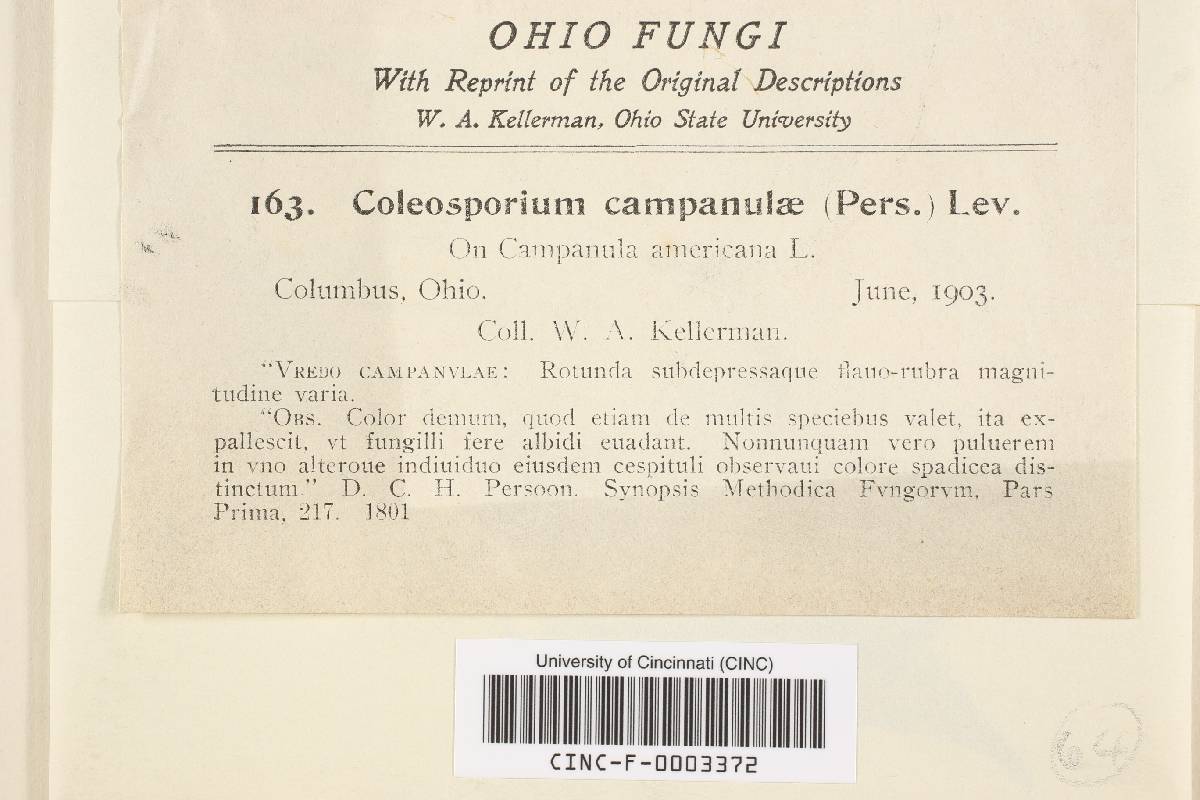 OHIO FUNGI
With Reprint of the Original Descriptions
W. A. Kellerman, Ohio State University
163. Coleosporium campanulæ (Pers.) Lev.
On Campanula americana L.
Columbus, Ohio. June, 1903.
Coll. W. A. Kellerman.
"VREDO CAMPANVLAE: Rotunda subdepressaque flauo-rubra magni-
tudine varia.
"OBS. Color demum, quod etiam de multis speciebus valet, ita ex-
pallescit, vt fungilli fere albidi euadant. Nonnunquam vero puluerem
in vno alteroue indiuiduo eiusdem cespituli observaui colore spadicea dis-
tinctum." D. C. H. Persoon. Synopsis Methodica Fvngorvm, Pars
Prima, 217. 1801
University of Cincinnati (CINC)
CINC-F-0003372
64